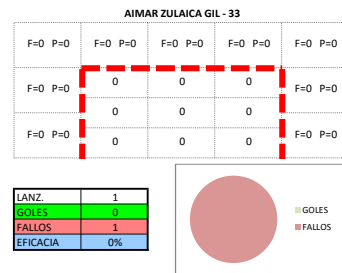 AIMAR ZULAICA GIL - 33
F=0 P=0 F=0 P=0 F=0 P=0 F=0 P=0 F=0 P=0
F=0 P=0 0 0 0 F=0 P=0
0 0 0
F=0 P=0 0 0 0 F=0 P=0
LANZ. 1
GOLES 0
FALLOS 1
EFICACIA 0%
GOLES
FALLOS